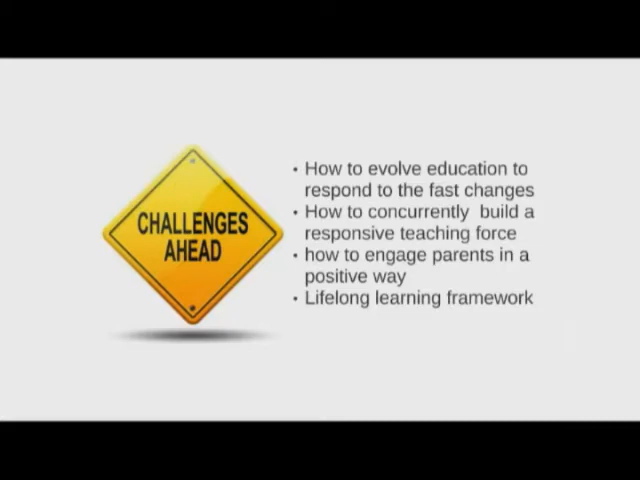 CHALLENGES
AHEAD
• How to evolve education to
respond to the fast changes
• How to concurrently  build a
responsive teaching force
• how to engage parents in a
positive way
• Lifelong learning framework